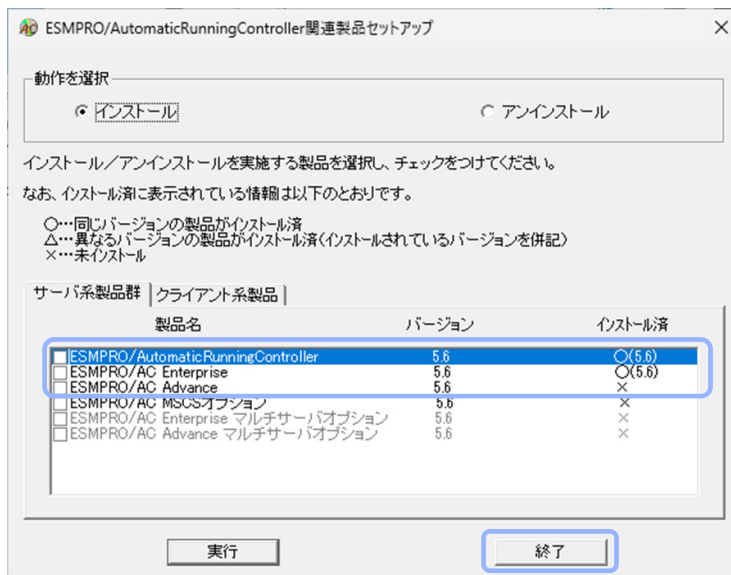 ESMPRO/AutomaticRunningController関連製品セットアップ
動作を選択
インストール
アンインストール
インストール／アンインストールを実施する製品を選択し、チェックをつけてください。
なお、インストール済に表示されている情報は以下のとおりです。
○…同じバージョンの製品がインストール済
△…異なるバージョンの製品がインストール済(インストールされているバージョンを併記)
×…未インストール
サーバ系製品群 クライアント系製品
製品名 バージョン インストール済
ESMPRO/AutomaticRunningController 5.6 ○(5.6)
ESMPRO/AC Enterprise 5.6 ○(5.6)
ESMPRO/AC Advance 5.6 ×
ESMPRO/AC MSCSオプション 5.6 ×
ESMPRO/AC Enterprise マルチサーバオプション 5.6 ×
ESMPRO/AC Advance マルチサーバオプション 5.6 ×
実行 終了